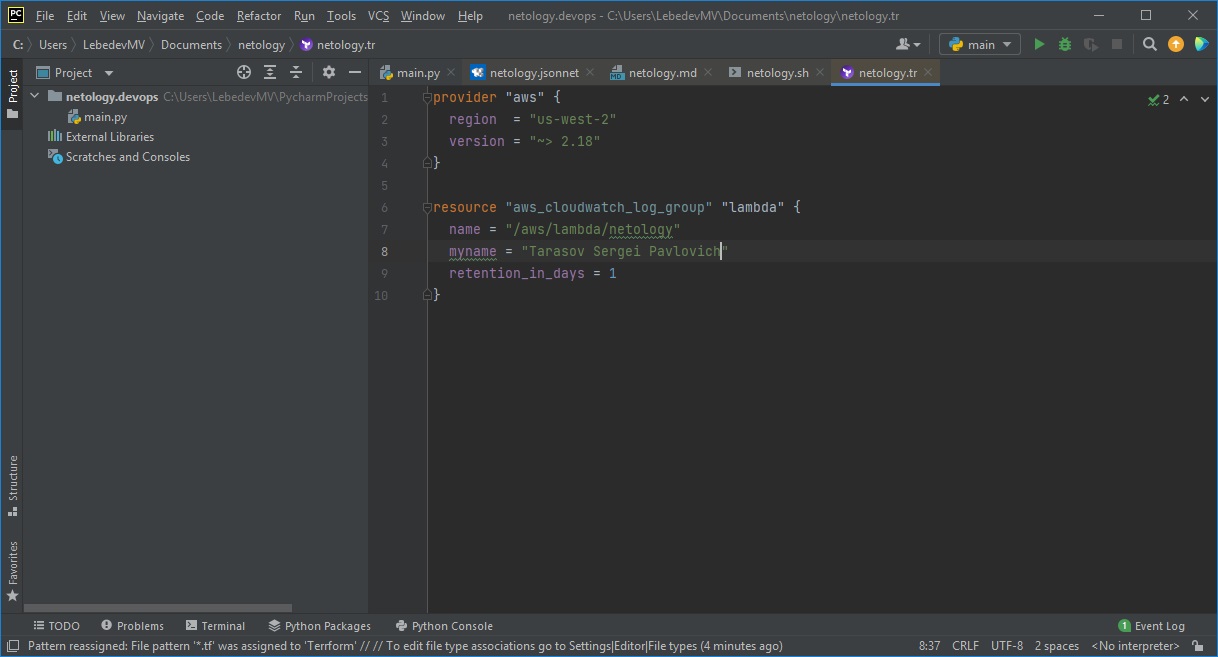 PC File Edit View Navigate Code Refactor Run Tools VCS Window Help netology.devops - C:\Users\LebedevMV\Documents\netology\netology.tr
C: Users LebedevMV Documents netology netology.tr main
Project main.py netology.jsonnet MD netology.md netology.sh netology.tr
Project
netology.devops C:\Users\LebedevMV\PycharmProjects
main.py
External Libraries
Scratches and Consoles
1 provider "aws" {
2 region = "us-west-2"
3 version = "~> 2.18"
4 }
5
6 resource "aws_cloudwatch_log_group" "lambda" {
7 name = "/aws/lambda/netology"
8 myname = "Tarasov Sergei Pavlovich"
9 retention_in_days = 1
10 }
2
Structure
Favorites
TODO Problems Terminal Python Packages Python Console 1 Event Log
Pattern reassigned: File pattern '*.tf' was assigned to 'Terrform' // // To edit file type associations go to Settings|Editor|File types (4 minutes ago) 8:37 CRLF UTF-8 2 spaces <No interpreter>